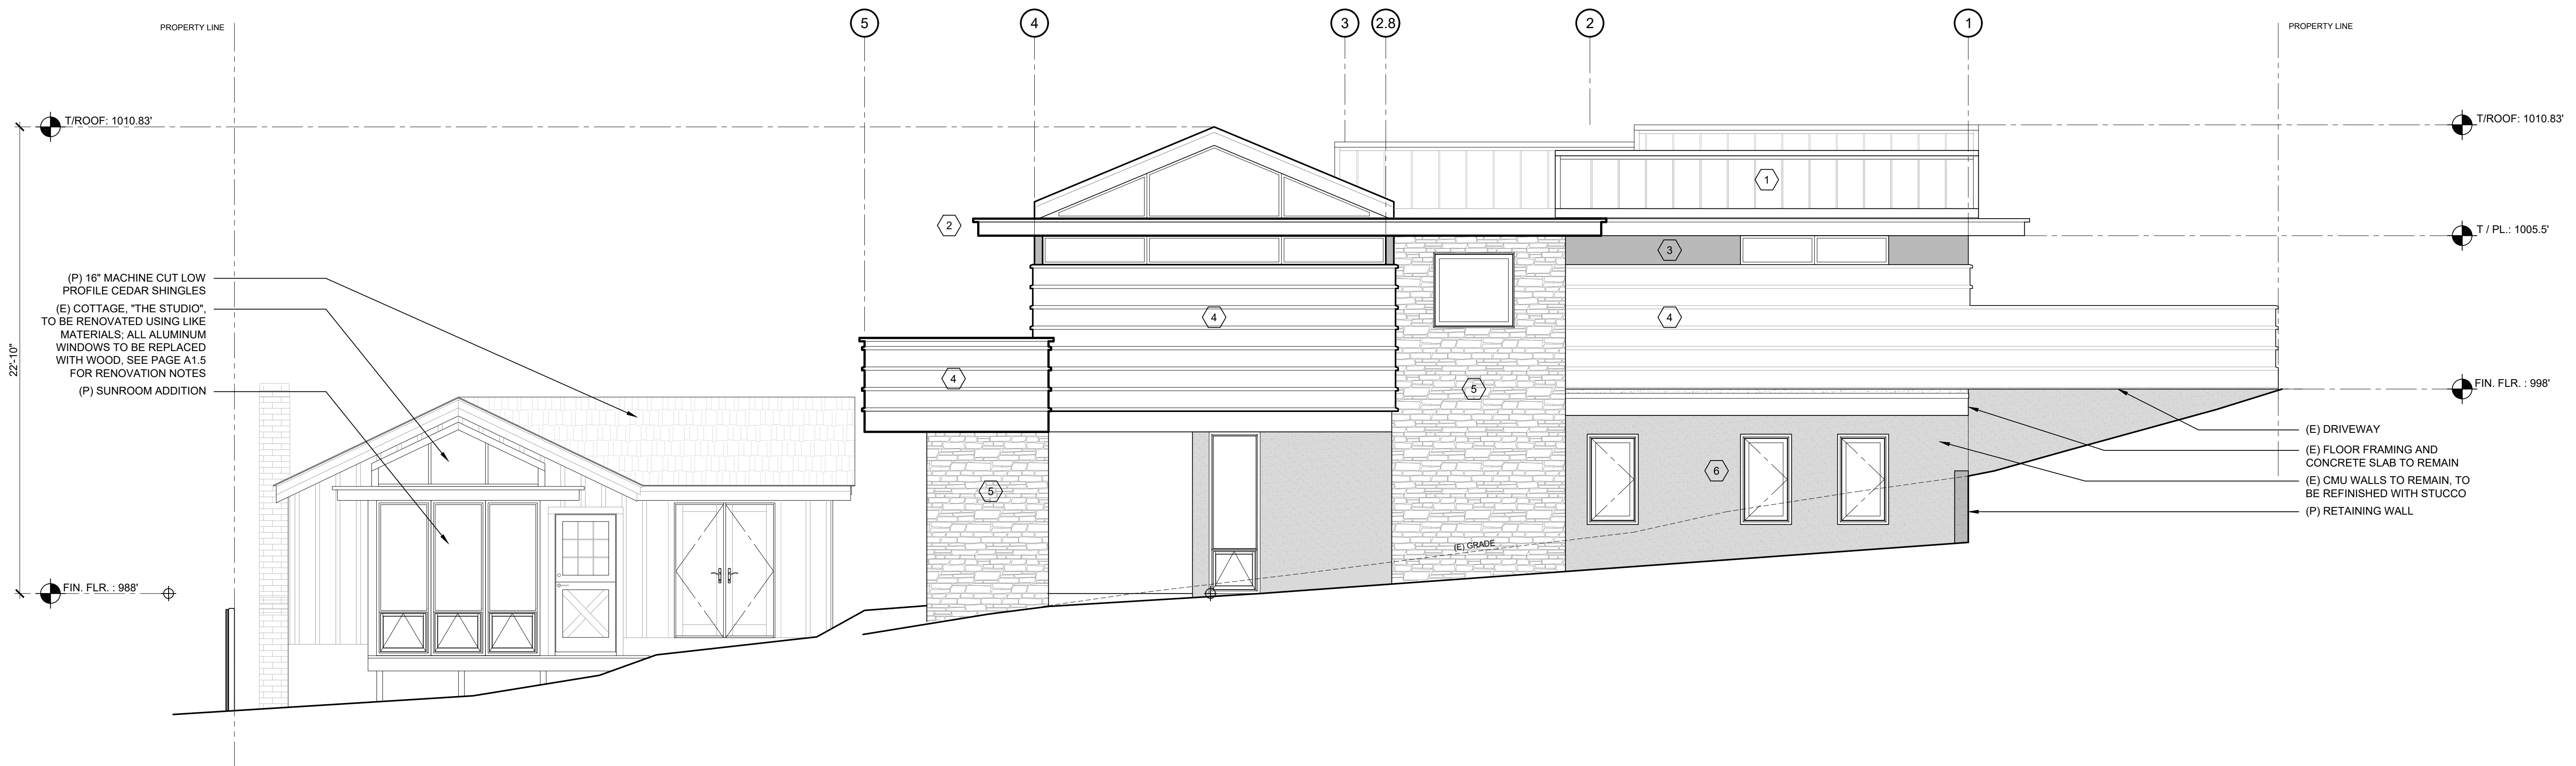 PROPERTY LINE
5
4
3
2.8
2
1
PROPERTY LINE
T/ROOF: 1010.83'
T/ROOF: 1010.83'
1
2
T / PL.: 1005.5'
3
(P) 16" MACHINE CUT LOW
PROFILE CEDAR SHINGLES
(E) COTTAGE, "THE STUDIO",
TO BE RENOVATED USING LIKE
MATERIALS; ALL ALUMINUM
WINDOWS TO BE REPLACED
WITH WOOD, SEE PAGE A1.5
FOR RENOVATION NOTES
(P) SUNROOM ADDITION
22'-10"
4
4
4
5
FIN. FLR. : 998'
(E) DRIVEWAY
(E) FLOOR FRAMING AND
CONCRETE SLAB TO REMAIN
(E) CMU WALLS TO REMAIN, TO
BE REFINISHED WITH STUCCO
(P) RETAINING WALL
6
5
(E) GRADE
FIN. FLR. : 988'